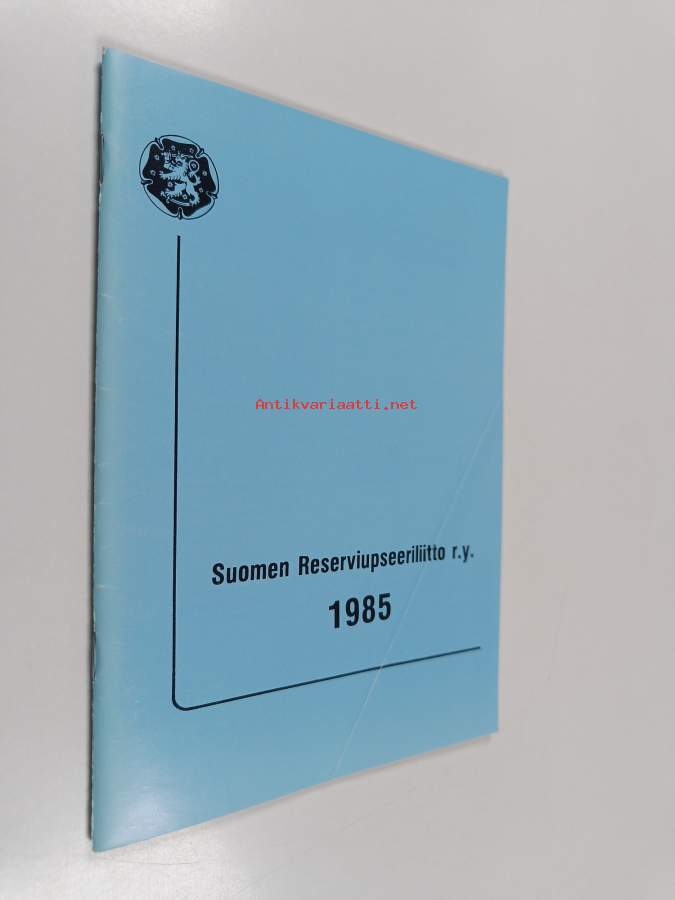 Antikvariaatti.net
Suomen Reserviupseeriliitto r.y.
1985